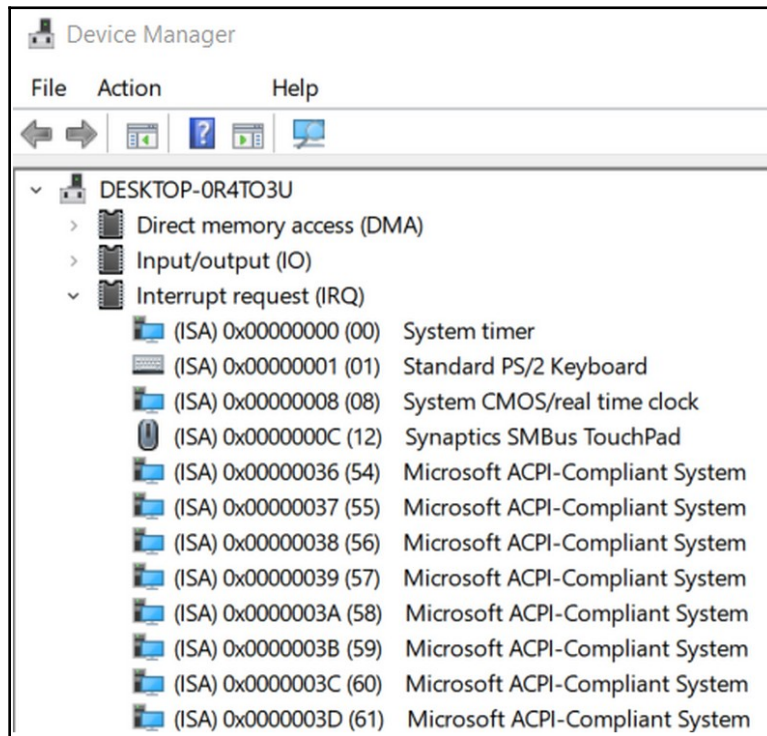 Device Manager
File Action Help
DESKTOP-0R4TO3U
Direct memory access (DMA)
Input/output (IO)
Interrupt request (IRQ)
(ISA) 0x00000000 (00) System timer
(ISA) 0x00000001 (01) Standard PS/2 Keyboard
(ISA) 0x00000008 (08) System CMOS/real time clock
(ISA) 0x0000000C (12) Synaptics SMBus TouchPad
(ISA) 0x00000036 (54) Microsoft ACPI-Compliant System
(ISA) 0x00000037 (55) Microsoft ACPI-Compliant System
(ISA) 0x00000038 (56) Microsoft ACPI-Compliant System
(ISA) 0x00000039 (57) Microsoft ACPI-Compliant System
(ISA) 0x0000003A (58) Microsoft ACPI-Compliant System
(ISA) 0x0000003B (59) Microsoft ACPI-Compliant System
(ISA) 0x0000003C (60) Microsoft ACPI-Compliant System
(ISA) 0x0000003D (61) Microsoft ACPI-Compliant System